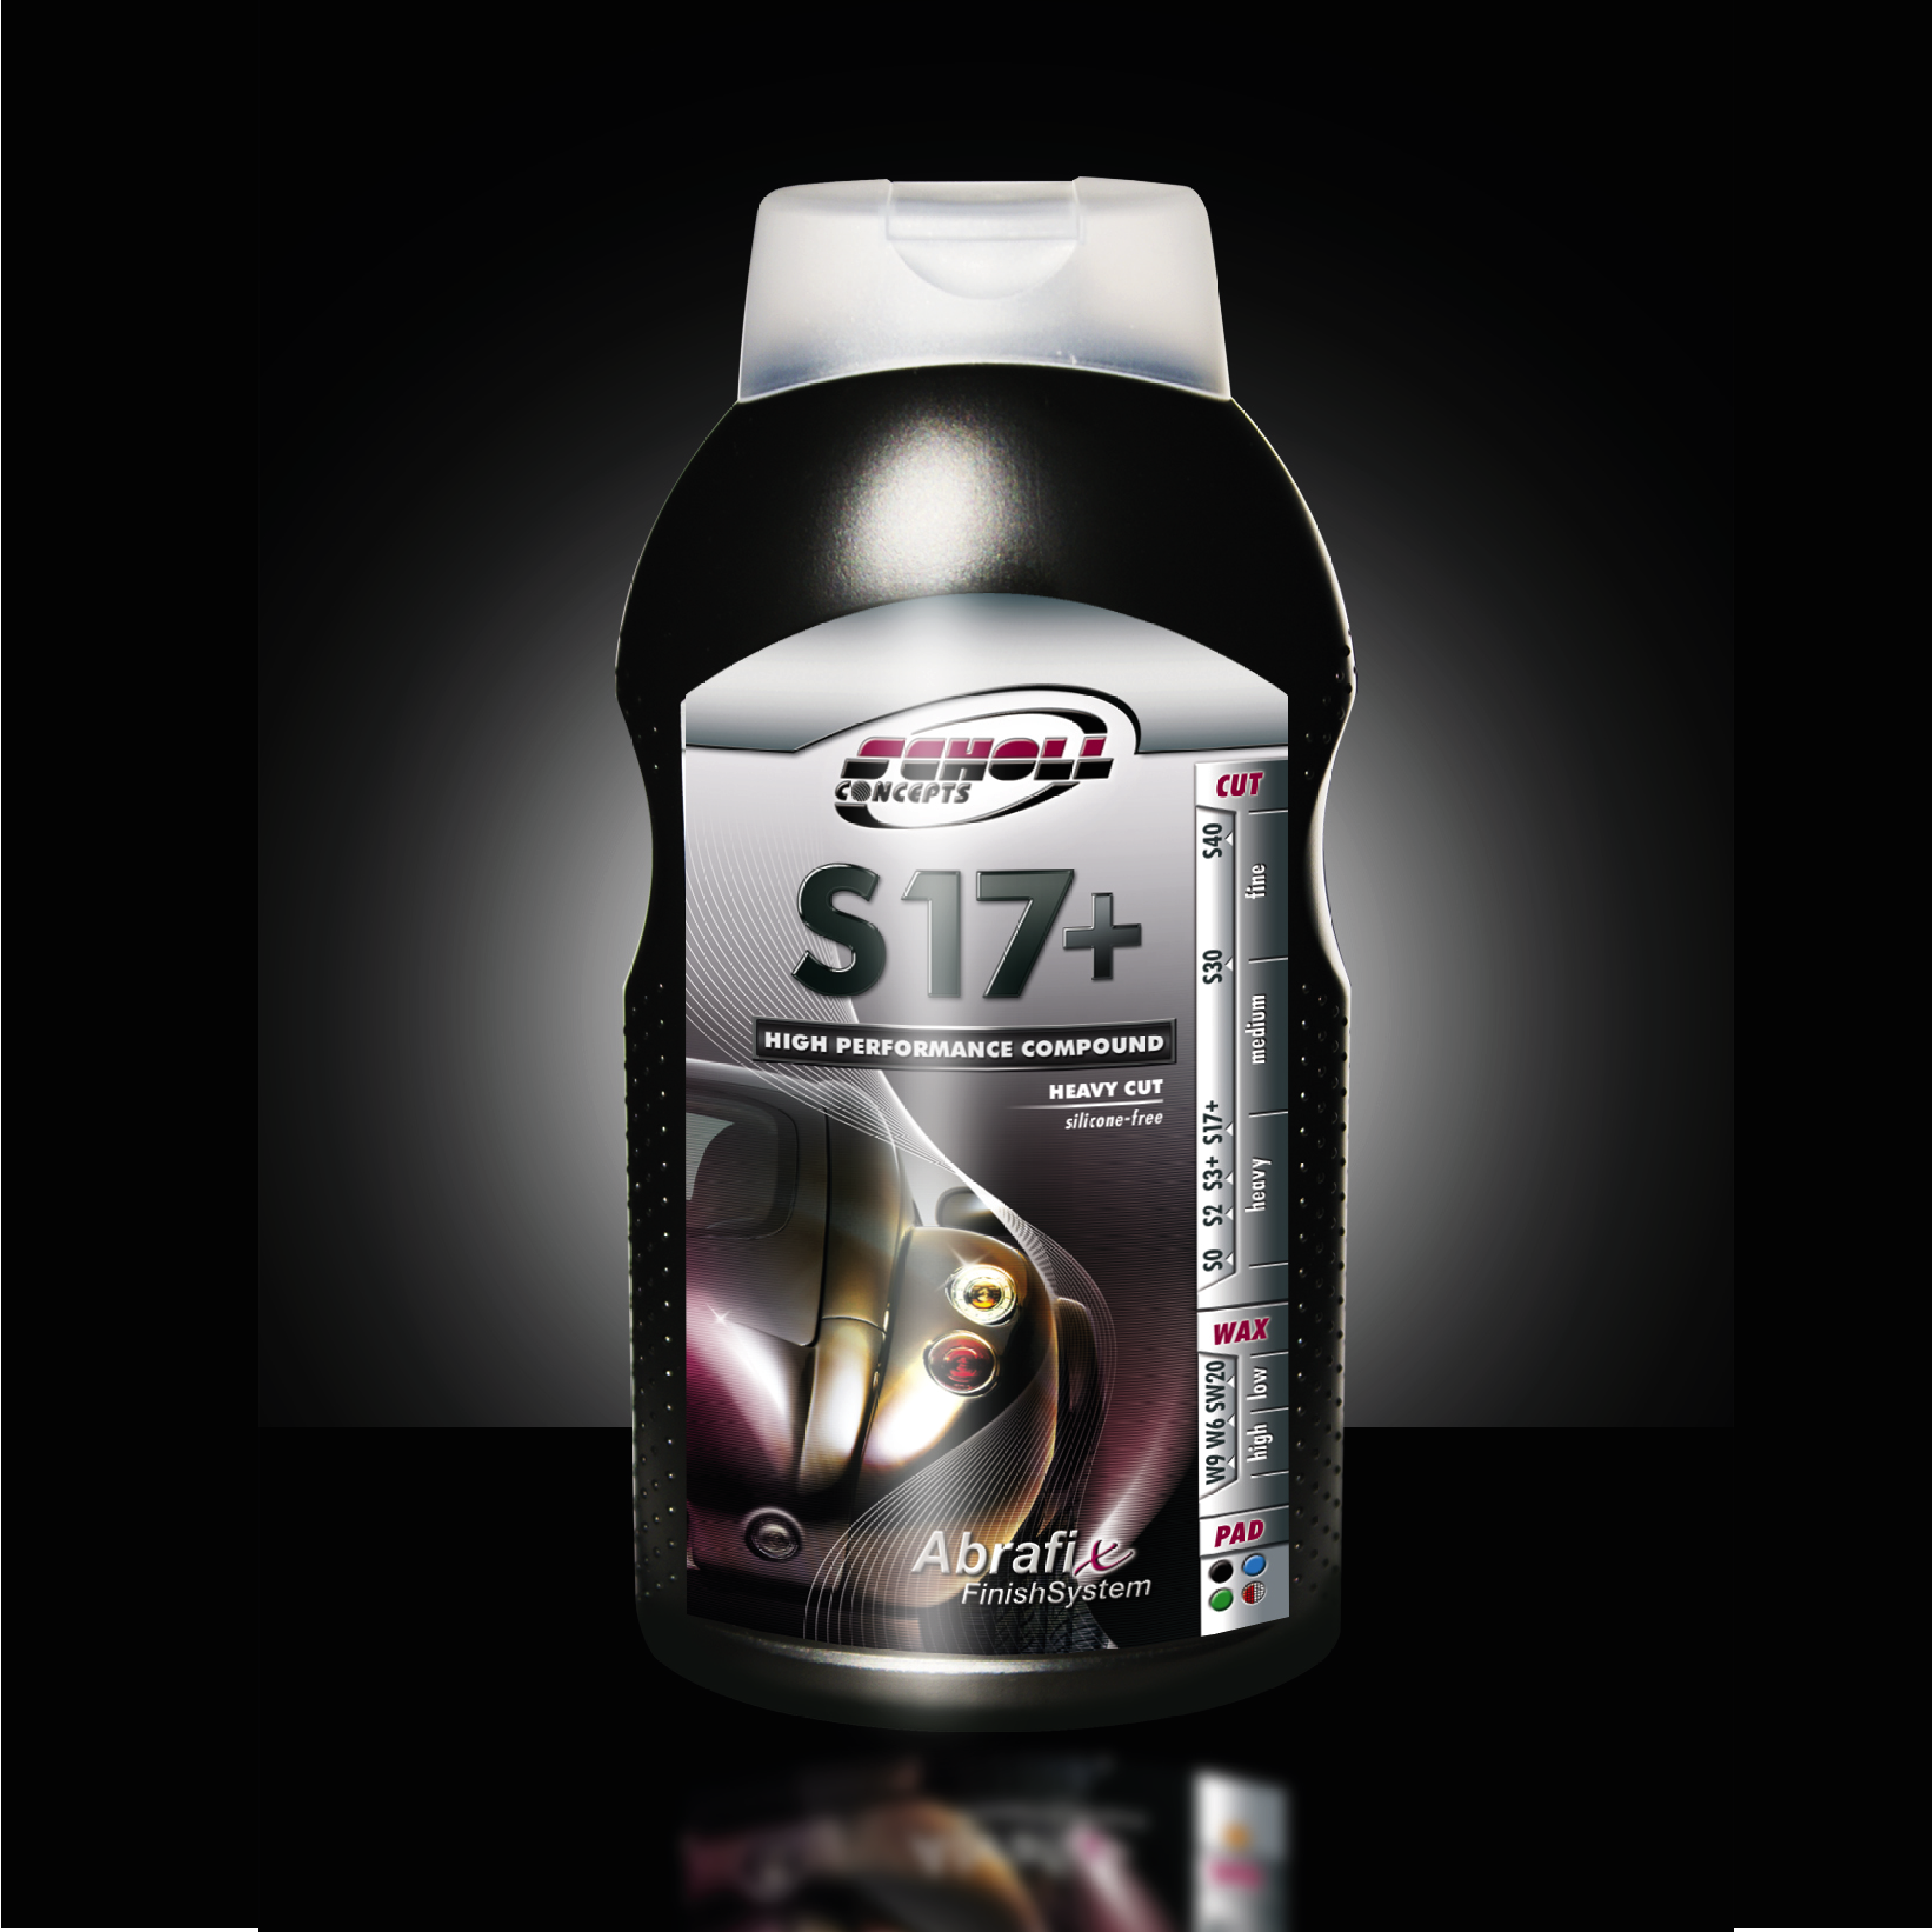 SCHOLL
CONCEPTS
S17+
HIGH PERFORMANCE COMPOUND
HEAVY CUT
silicone-free
Abrafix
FinishSystem
CUT
S40
S30
S17+
S3+
S2
S0
fine
medium
heavy
WAX
W9 W6 SW20
high low
PAD